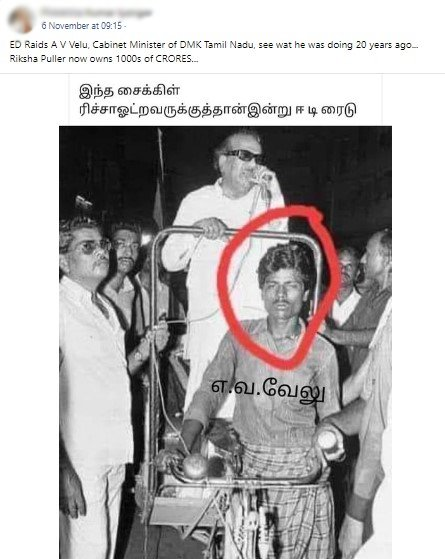 6 November at 09:15 ·
ED Raids A V Velu, Cabinet Minister of DMK Tamil Nadu, see wat he was doing 20 years ago...
Riksha Puller now owns 1000s of CRORES...
இந்த சைக்கிள்
ரிச்சாஓட்றவருக்குத்தான்இன்று ஈ டி ரைடு
எ.வ.வேலு